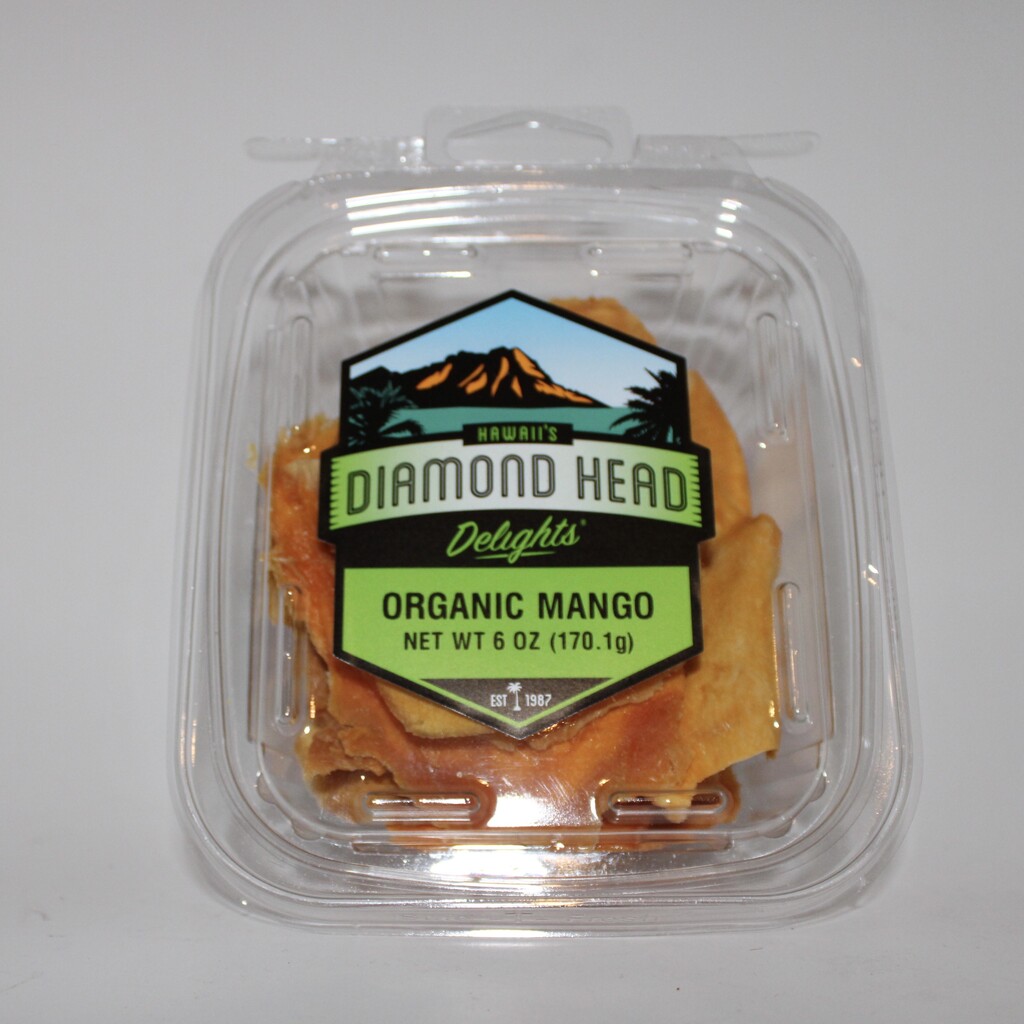 HAWAII'S
DIAMOND HEAD
Delights
ORGANIC MANGO
NET WT 6 OZ (170.1g)
EST 1987